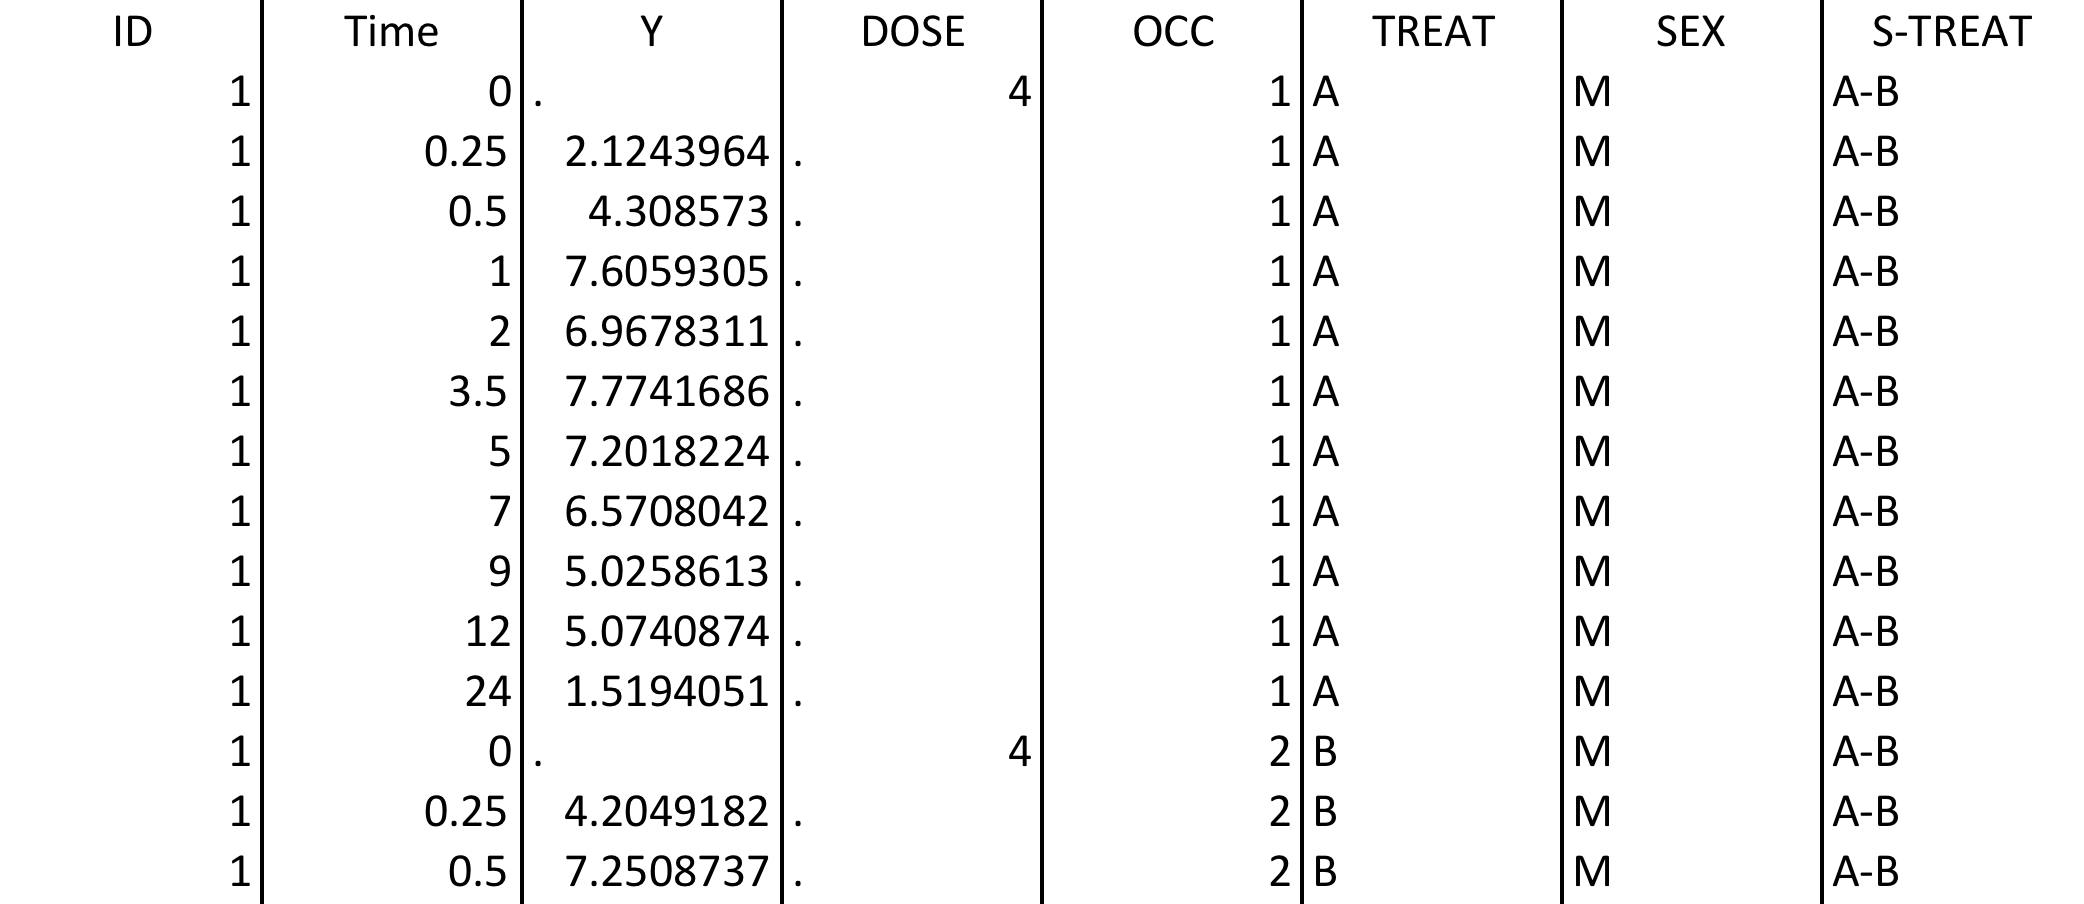 ID Time Y DOSE OCC TREAT SEX S-TREAT
1 0 . 4 1 A M A-B
1 0.25 2.1243964 . 1 A M A-B
1 0.5 4.308573 . 1 A M A-B
1 1 7.6059305 . 1 A M A-B
1 2 6.9678311 . 1 A M A-B
1 3.5 7.7741686 . 1 A M A-B
1 5 7.2018224 . 1 A M A-B
1 7 6.5708042 . 1 A M A-B
1 9 5.0258613 . 1 A M A-B
1 12 5.0740874 . 1 A M A-B
1 24 1.5194051 . 1 A M A-B
1 0 . 4 2 B M A-B
1 0.25 4.2049182 . 2 B M A-B
1 0.5 7.2508737 . 2 B M A-B